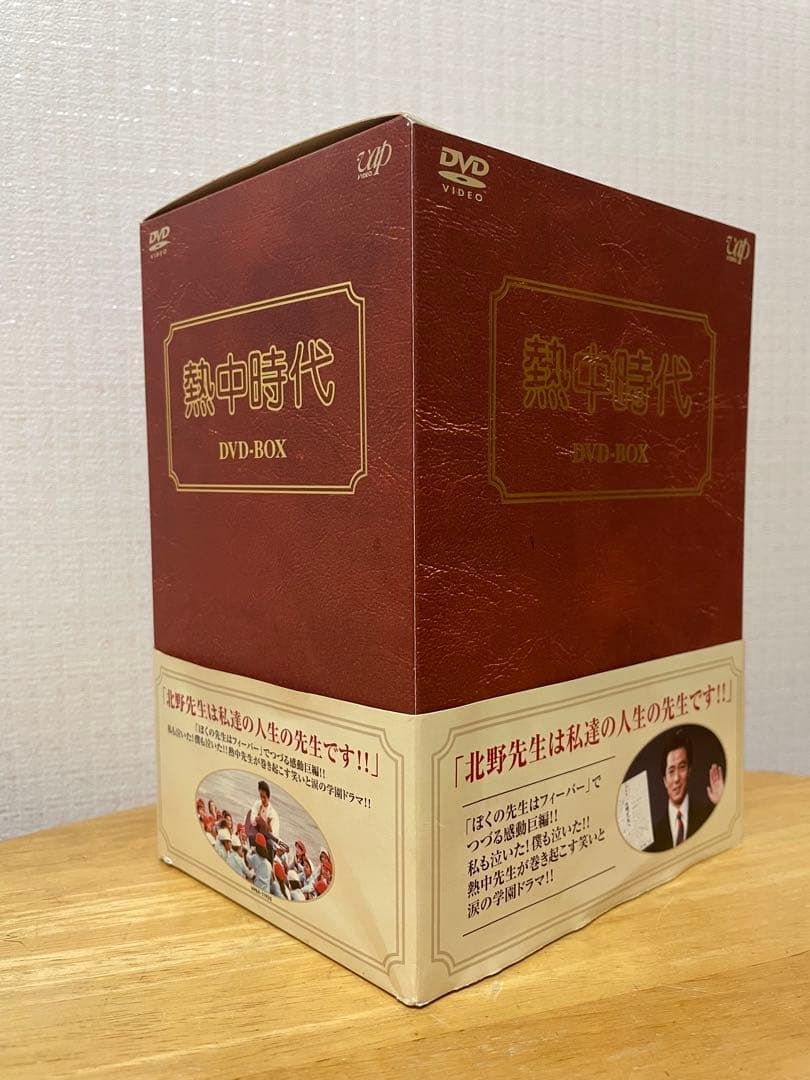 vap
VIDEO
DVD
VIDEO
熱中時代
DVD-BOX
「北野先生は私達の人生の先生です!!」
「ぼくの先生はフィーバー」でつづる感動巨編!!
私も泣いた!僕も泣いた!!熱中先生が巻き起こす笑いと涙の学園ドラマ!!
DVD
VIDEO
vap
VIDEO
熱中時代
DVD-BOX
「北野先生は私達の人生の先生です!!」
「ぼくの先生はフィーバー」で
つづる感動巨編!!
私も泣いた!僕も泣いた!!
熱中先生が巻き起こす笑いと
涙の学園ドラマ!!